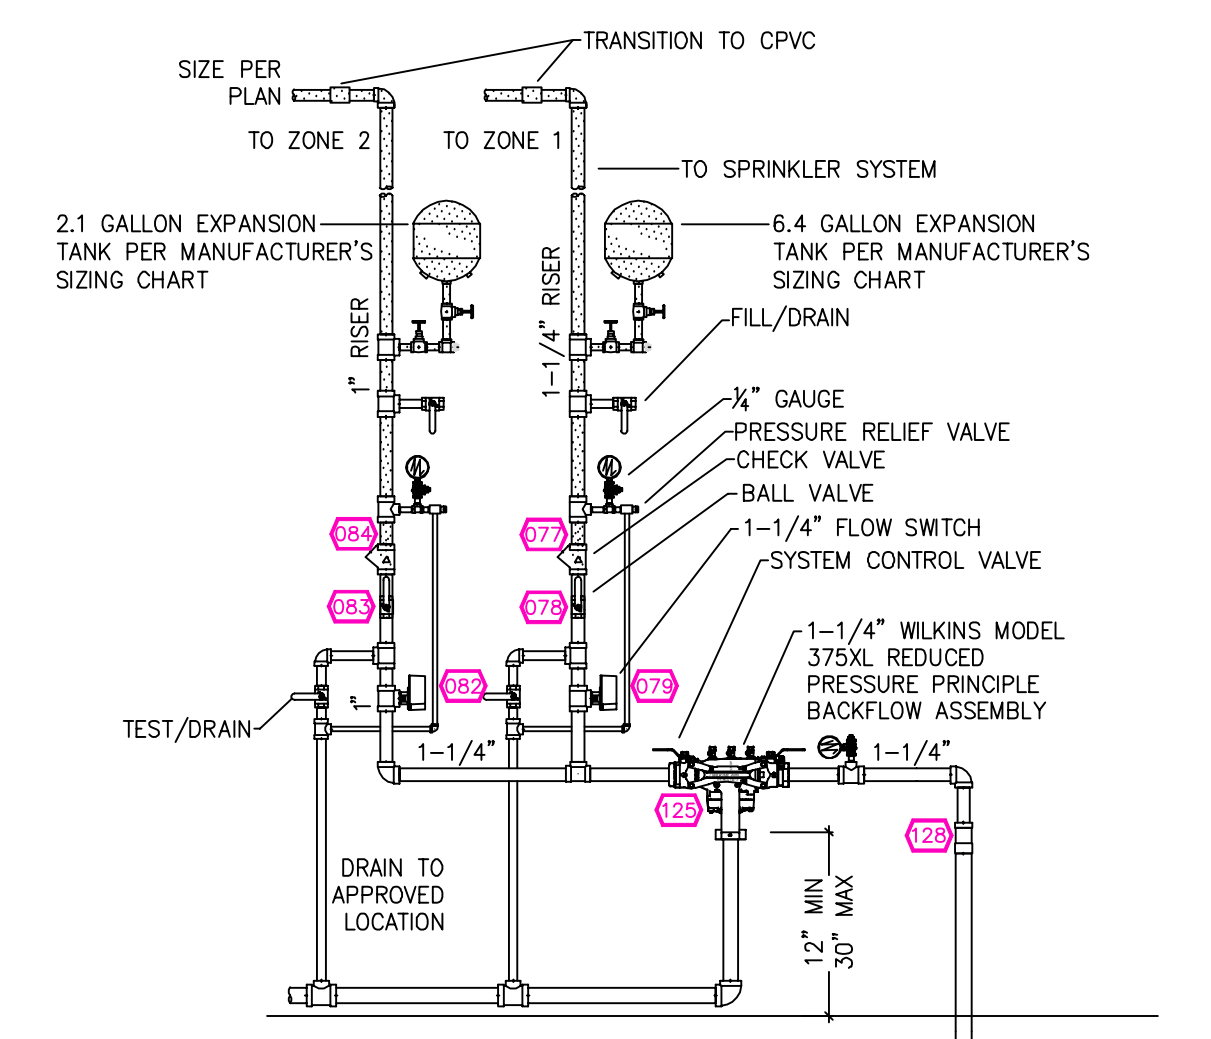 TRANSITION TO CPVC
SIZE PER
PLAN
TO ZONE 2
TO ZONE 1
TO SPRINKLER SYSTEM
2.1 GALLON EXPANSION
TANK PER MANUFACTURER'S
SIZING CHART
6.4 GALLON EXPANSION
TANK PER MANUFACTURER'S
SIZING CHART
1" RISER
1-1/4" RISER
FILL/DRAIN
¼" GAUGE
PRESSURE RELIEF VALVE
CHECK VALVE
BALL VALVE
1-1/4" FLOW SWITCH
SYSTEM CONTROL VALVE
084
077
083
078
1-1/4" WILKINS MODEL
375XL REDUCED
PRESSURE PRINCIPLE
BACKFLOW ASSEMBLY
082
079
1"
TEST/DRAIN
1-1/4"
1-1/4"
125
128
DRAIN TO
APPROVED
LOCATION
12" MIN
30" MAX